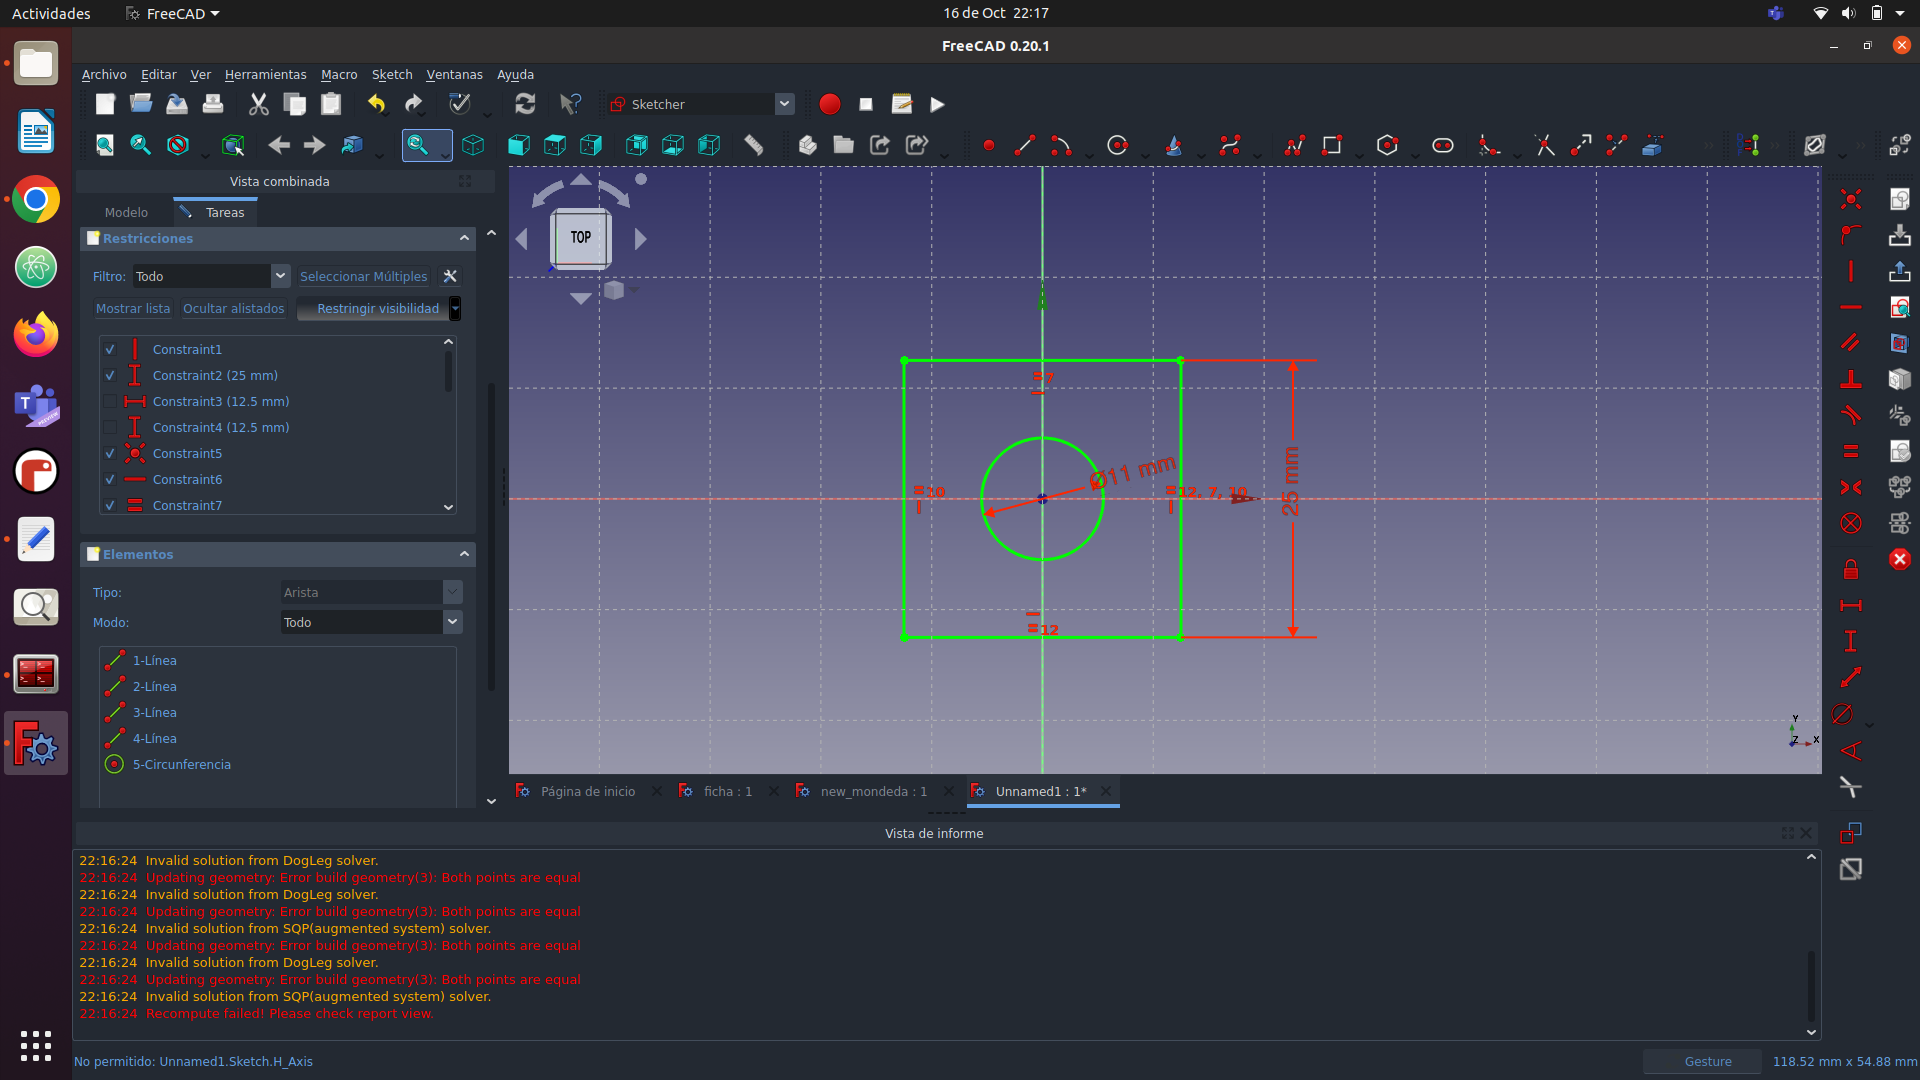 Actividades
FreeCAD
16 de Oct 22:17
FreeCAD 0.20.1
Archivo Editar Ver Herramientas Macro Sketch Ventanas Ayuda
Sketcher
Vista combinada
Modelo
Tareas
Restricciones
Filtro: Todo Seleccionar Múltiples
Mostrar lista Ocultar alistados Restringir visibilidad
Constraint1
Constraint2 (25 mm)
Constraint3 (12.5 mm)
Constraint4 (12.5 mm)
Constraint5
Constraint6
Constraint7
Elementos
Tipo: Arista
Modo: Todo
1-Línea
2-Línea
3-Línea
4-Línea
5-Circunferencia
TOP
7
Ø11 mm
10
12, 7, 10
25 mm
12
Y
Z
X
Página de inicio
ficha : 1
new_mondeda : 1
Unnamed1 : 1*
Vista de informe
22:16:24 Invalid solution from DogLeg solver.
22:16:24 Updating geometry: Error build geometry(3): Both points are equal
22:16:24 Invalid solution from DogLeg solver.
22:16:24 Updating geometry: Error build geometry(3): Both points are equal
22:16:24 Invalid solution from SQP(augmented system) solver.
22:16:24 Updating geometry: Error build geometry(3): Both points are equal
22:16:24 Invalid solution from DogLeg solver.
22:16:24 Updating geometry: Error build geometry(3): Both points are equal
22:16:24 Invalid solution from SQP(augmented system) solver.
22:16:24 Recompute failed! Please check report view.
No permitido: Unnamed1.Sketch.H_Axis
Gesture
118.52 mm x 54.88 mm